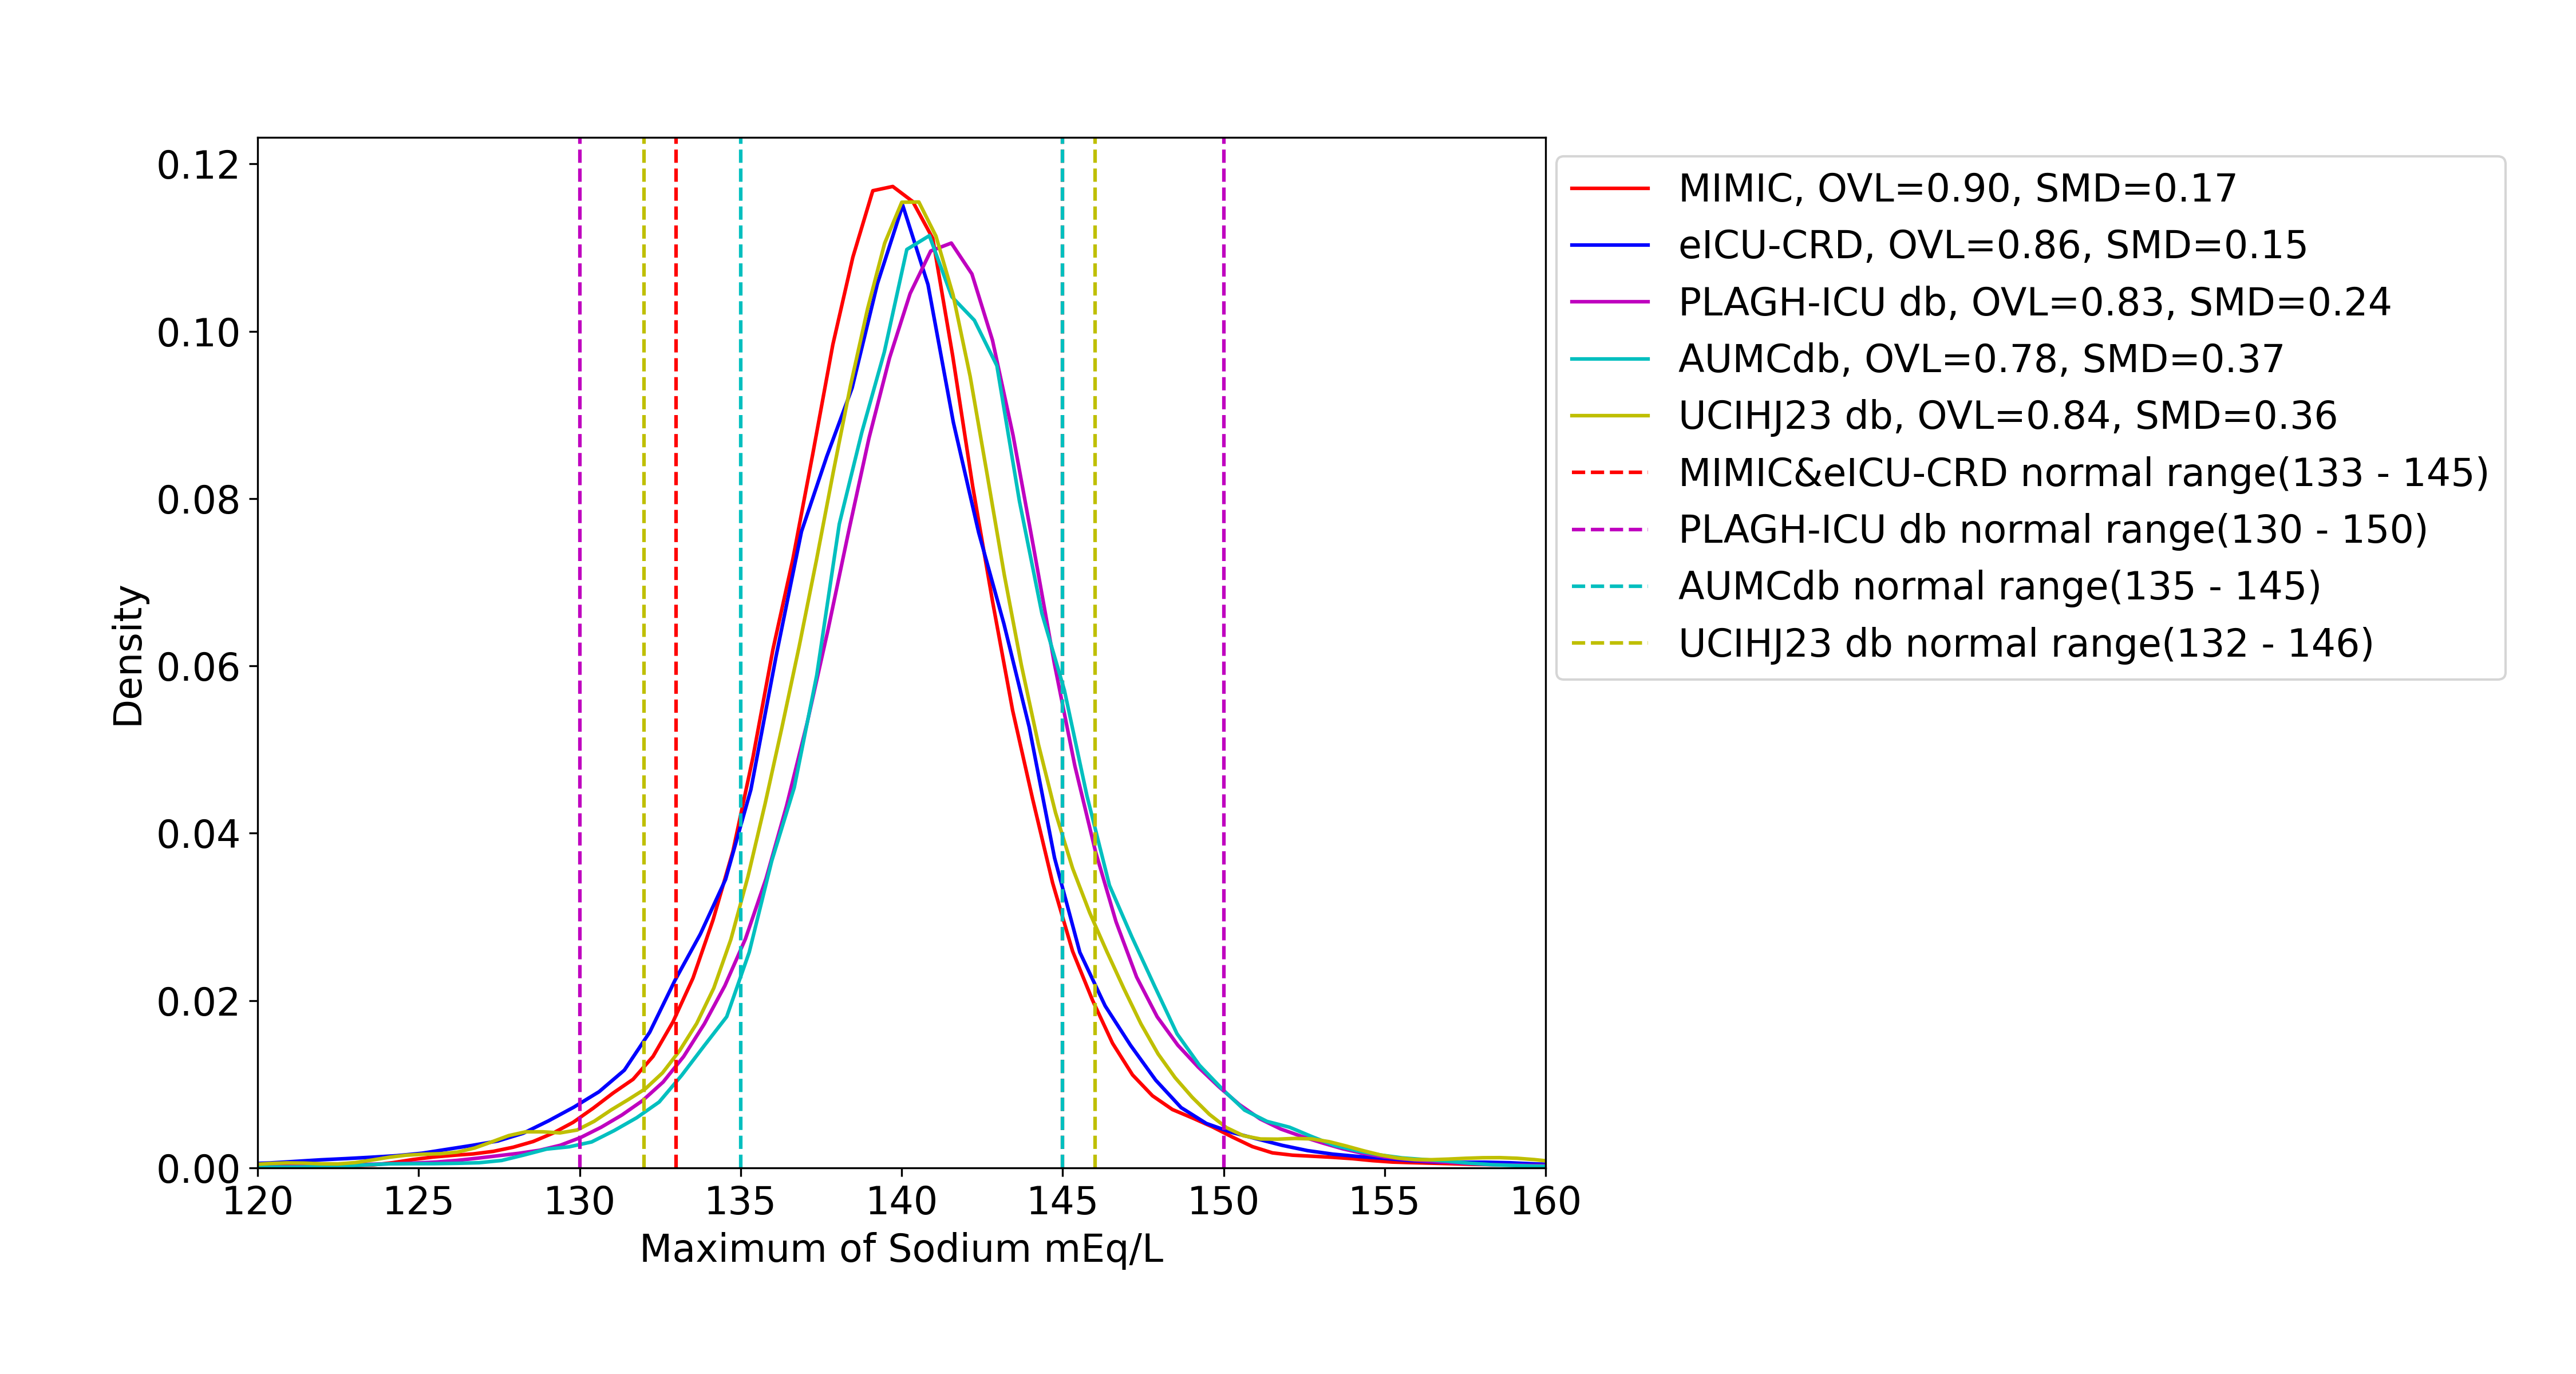 0.12
0.10
0.08
0.06
0.04
0.02
0.00
Density
120 125 130 135 140 145 150 155 160
Maximum of Sodium mEq/L
MIMIC, OVL=0.90, SMD=0.17
eICU-CRD, OVL=0.86, SMD=0.15
PLAGH-ICU db, OVL=0.83, SMD=0.24
AUMCdb, OVL=0.78, SMD=0.37
UCIHJ23 db, OVL=0.84, SMD=0.36
MIMIC&eICU-CRD normal range(133 - 145)
PLAGH-ICU db normal range(130 - 150)
AUMCdb normal range(135 - 145)
UCIHJ23 db normal range(132 - 146)